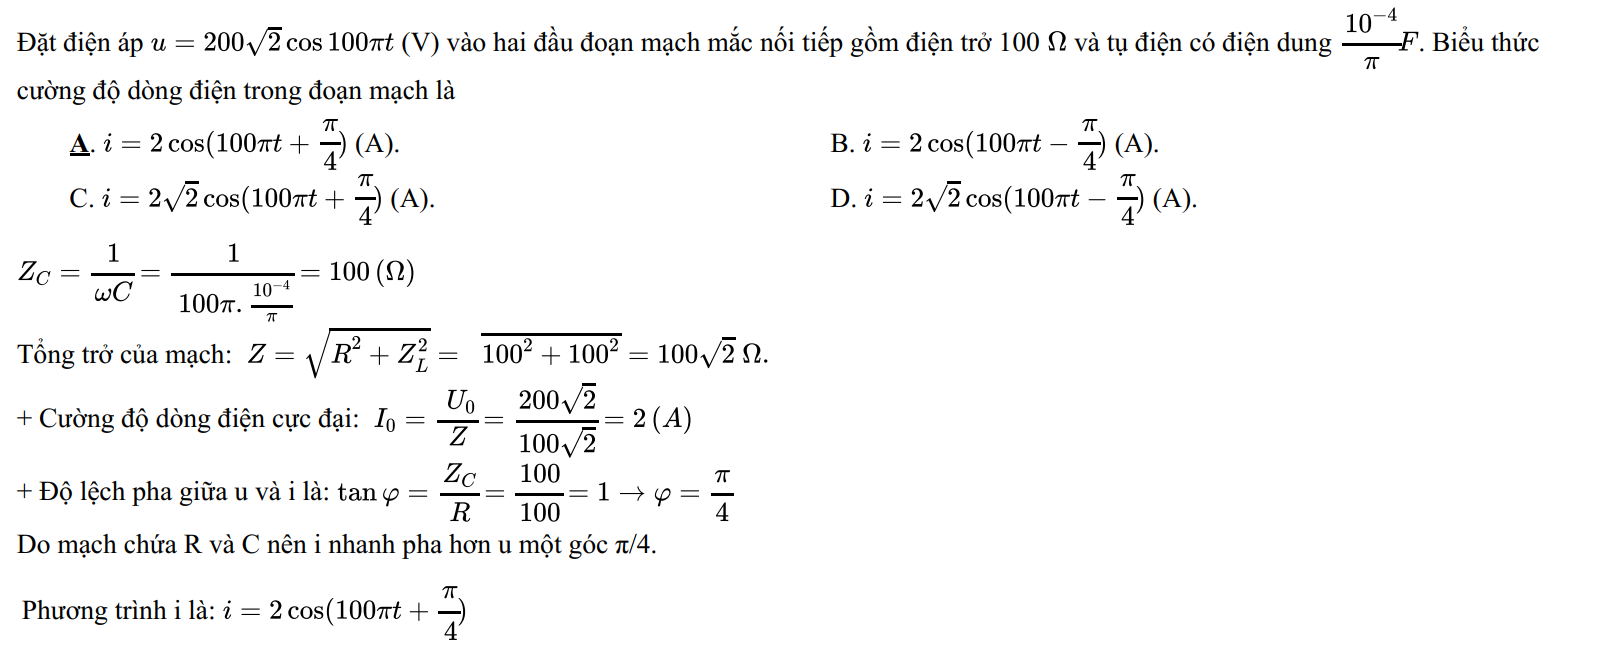 Đặt điện áp $u = 200\sqrt{2}\cos 100\pi t$ (V) vào hai đầu đoạn mạch mắc nối tiếp gồm điện trở 100 Ω và tụ điện có điện dung $\frac{10^{-4}}{\pi}F$. Biểu thức
cường độ dòng điện trong đoạn mạch là
A. $i = 2\cos(100\pi t + \frac{\pi}{4})$ (A). B. $i = 2\cos(100\pi t - \frac{\pi}{4})$ (A).
C. $i = 2\sqrt{2}\cos(100\pi t + \frac{\pi}{4})$ (A). D. $i = 2\sqrt{2}\cos(100\pi t - \frac{\pi}{4})$ (A).
$Z_C = \frac{1}{\omega C} = \frac{1}{100\pi . \frac{10^{-4}}{\pi}} = 100\,(\Omega)$
Tổng trở của mạch: $Z = \sqrt{R^2 + Z_L^2} = \overline{100^2 + 100^2} = 100\sqrt{2}\,\Omega.$
+ Cường độ dòng điện cực đại: $I_0 = \frac{U_0}{Z} = \frac{200\sqrt{2}}{100\sqrt{2}} = 2\,(A)$
+ Độ lệch pha giữa u và i là: $\tan\varphi = \frac{Z_C}{R} = \frac{100}{100} = 1 \rightarrow \varphi = \frac{\pi}{4}$
Do mạch chứa R và C nên i nhanh pha hơn u một góc π/4.
Phương trình i là: $i = 2\cos(100\pi t + \frac{\pi}{4})$